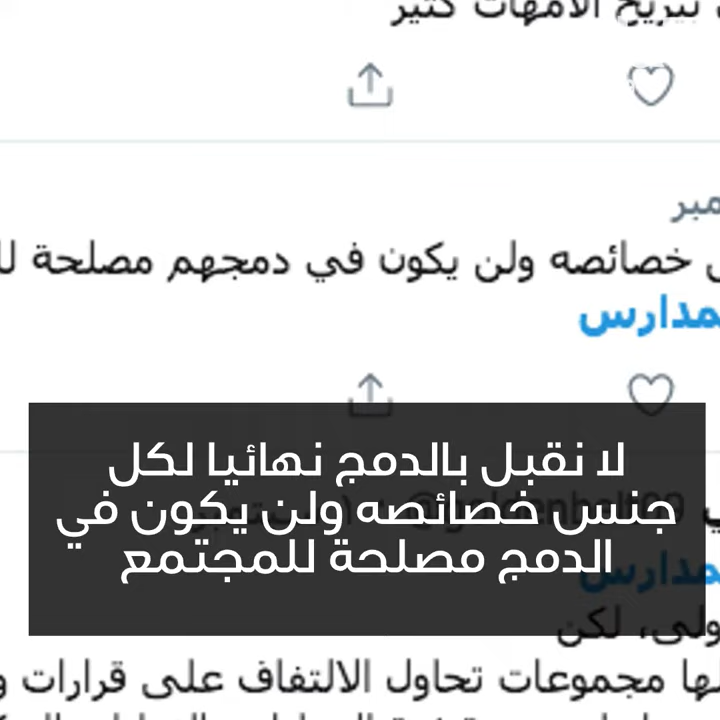 تبريح الأمهات كثير
مبر
خصائصه ولن يكون في دمجهم مصلحة
مدارس
لا نقبل بالدمج نهائيا لكل
جنس خصائصه ولن يكون في
الدمج مصلحة للمجتمع
مدارس
ولى، لكن
لها مجموعات تحاول الالتفاف على قرارات